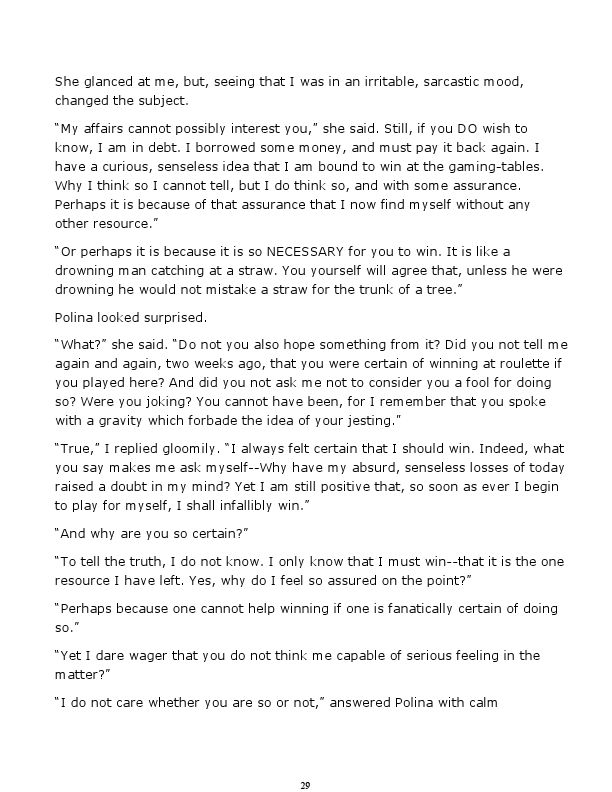 She glanced at me, but, seeing that I was in an irritable, sarcastic mood,
changed the subject.
“My affairs cannot possibly interest you,” she said. Still, if you DO wish to
know, I am in debt. I borrowed some money, and must pay it back again. I
have a curious, senseless idea that I am bound to win at the gaming-tables.
Why I think so I cannot tell, but I do think so, and with some assurance.
Perhaps it is because of that assurance that I now find myself without any
other resource.”
“Or perhaps it is because it is so NECESSARY for you to win. It is like a
drowning man catching at a straw. You yourself will agree that, unless he were
drowning he would not mistake a straw for the trunk of a tree.”
Polina looked surprised.
“What?” she said. “Do not you also hope something from it? Did you not tell me
again and again, two weeks ago, that you were certain of winning at roulette if
you played here? And did you not ask me not to consider you a fool for doing
so? Were you joking? You cannot have been, for I remember that you spoke
with a gravity which forbade the idea of your jesting.”
“True,” I replied gloomily. “I always felt certain that I should win. Indeed, what
you say makes me ask myself--Why have my absurd, senseless losses of today
raised a doubt in my mind? Yet I am still positive that, so soon as ever I begin
to play for myself, I shall infallibly win.”
“And why are you so certain?”
“To tell the truth, I do not know. I only know that I must win--that it is the one
resource I have left. Yes, why do I feel so assured on the point?”
“Perhaps because one cannot help winning if one is fanatically certain of doing
so.”
“Yet I dare wager that you do not think me capable of serious feeling in the
matter?”
“I do not care whether you are so or not,” answered Polina with calm
29